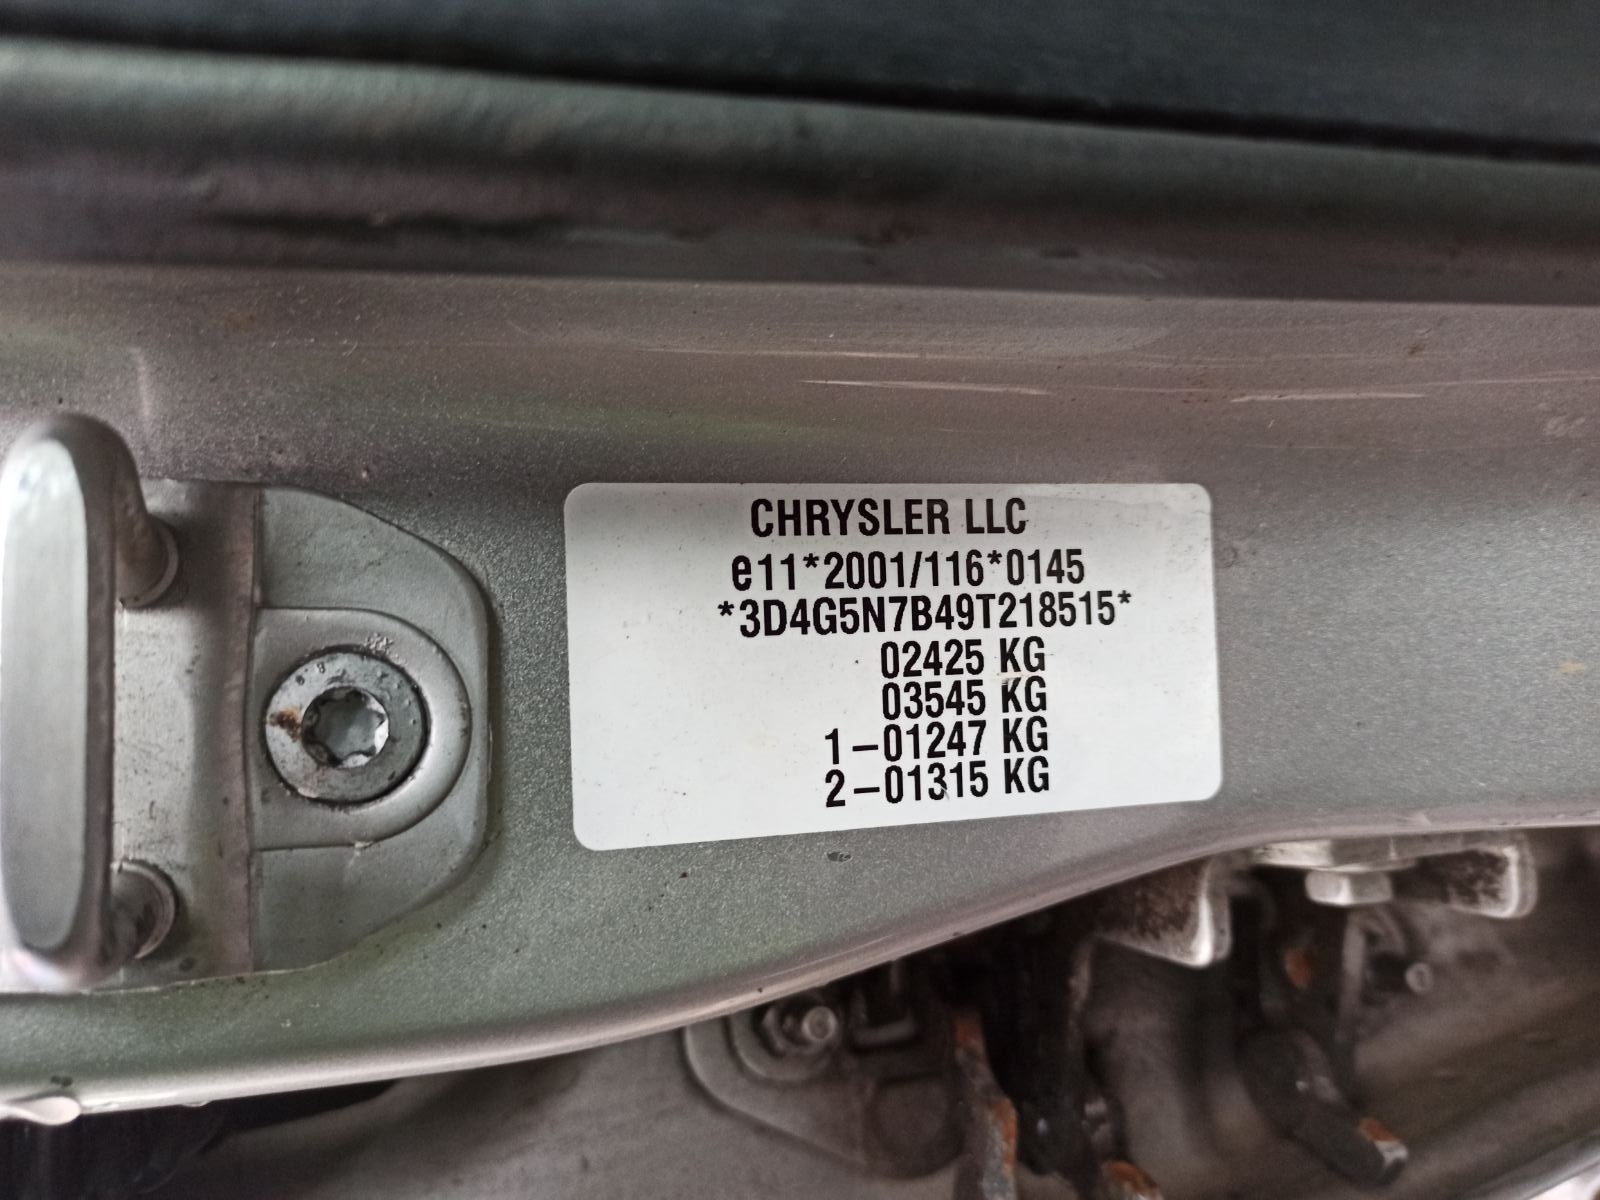 CHRYSLER LLC
e11*2001/116*0145
*3D4G5N7B49T218515*
02425 KG
03545 KG
1-01247 KG
2-01315 KG